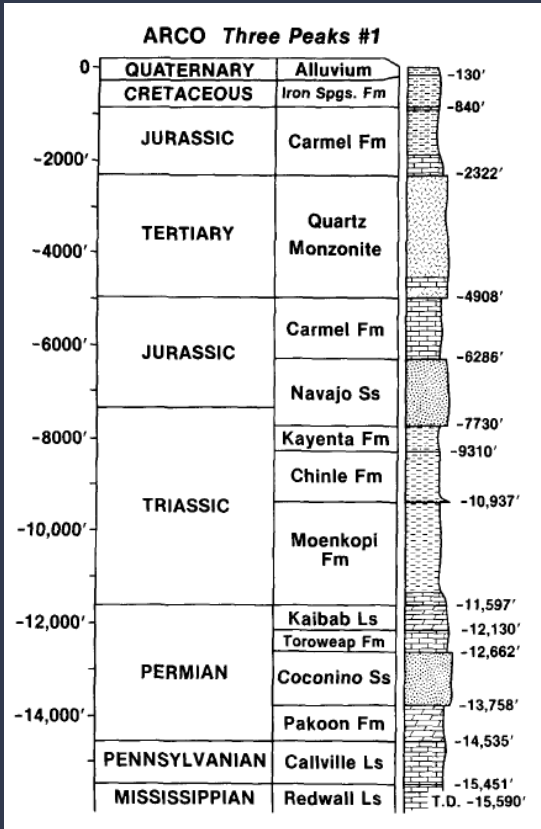 ARCO Three Peaks #1
0
QUATERNARY
Alluvium
-130'
CRETACEOUS
Iron Spgs. Fm
-840'
JURASSIC
Carmel Fm
-2000'
-2322'
TERTIARY
Quartz
Monzonite
-4000'
-4908'
JURASSIC
Carmel Fm
-6000'
-6286'
Navajo Ss
-7730'
Kayenta Fm
-8000'
-9310'
Chinle Fm
TRIASSIC
-10,937'
-10,000'
Moenkopi
Fm
-11,597'
Kaibab Ls
-12,000'
-12,130'
Toroweap Fm
-12,662'
PERMIAN
Coconino Ss
-13,758'
-14,000'
Pakoon Fm
-14,535'
PENNSYLVANIAN
Callville Ls
-15,451'
MISSISSIPPIAN
Redwall Ls
T.D. -15,590'